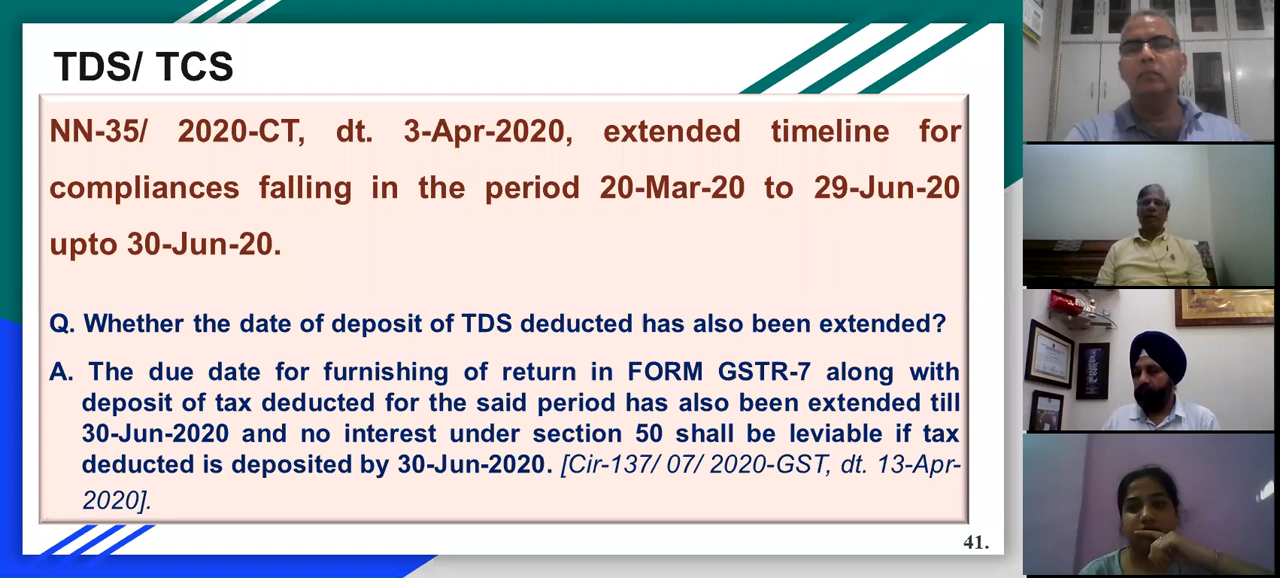 TDS/ TCS
NN-35/ 2020-CT, dt. 3-Apr-2020, extended timeline for
compliances falling in the period 20-Mar-20 to 29-Jun-20
upto 30-Jun-20.
Q. Whether the date of deposit of TDS deducted has also been extended?
A. The due date for furnishing of return in FORM GSTR-7 along with
deposit of tax deducted for the said period has also been extended till
30-Jun-2020 and no interest under section 50 shall be leviable if tax
deducted is deposited by 30-Jun-2020. [Cir-137/ 07/ 2020-GST, dt. 13-Apr-
2020].
41.